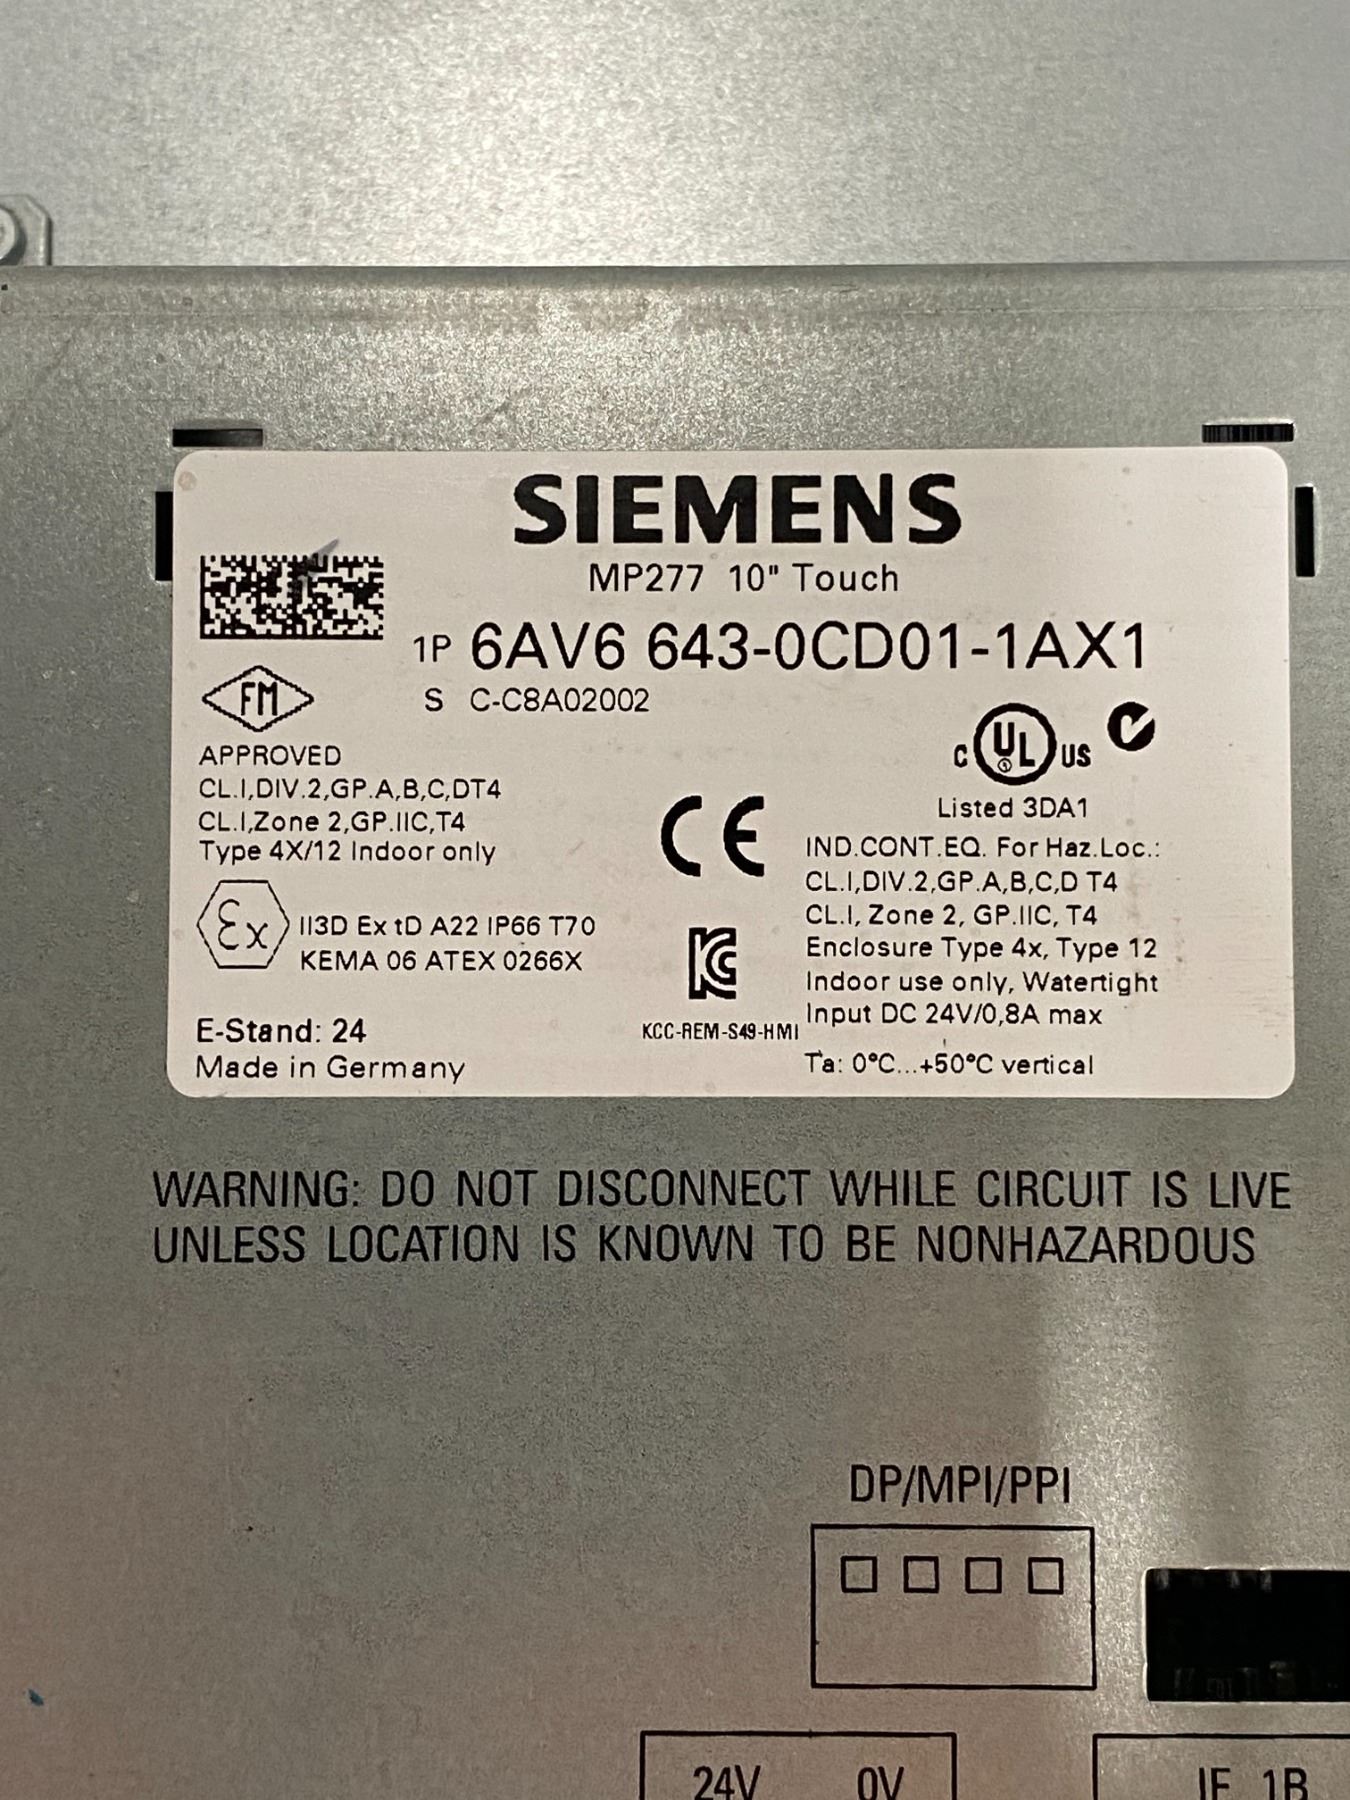 SIEMENS
MP277 10" Touch
1P 6AV6 643-0CD01-1AX1
S C-C8A02002
FM
APPROVED
CL.I,DIV.2,GP.A,B,C,DT4
CL.I,Zone 2,GP.IIC,T4
Type 4X/12 Indoor only
Ex
II3D Ex tD A22 IP66 T70
KEMA 06 ATEX 0266X
E-Stand: 24
Made in Germany
CE
KC
KCC-REM-S49-HMI
C UL US
Listed 3DA1
IND.CONT.EQ. For Haz.Loc.:
CL.I,DIV.2,GP.A,B,C,D T4
CL.I, Zone 2, GP.IIC, T4
Enclosure Type 4x, Type 12
Indoor use only, Watertight
Input DC 24V/0,8A max
Ta: 0°C...+50°C vertical
WARNING: DO NOT DISCONNECT WHILE CIRCUIT IS LIVE
UNLESS LOCATION IS KNOWN TO BE NONHAZARDOUS
DP/MPI/PPI
24V 0V
IF 1B